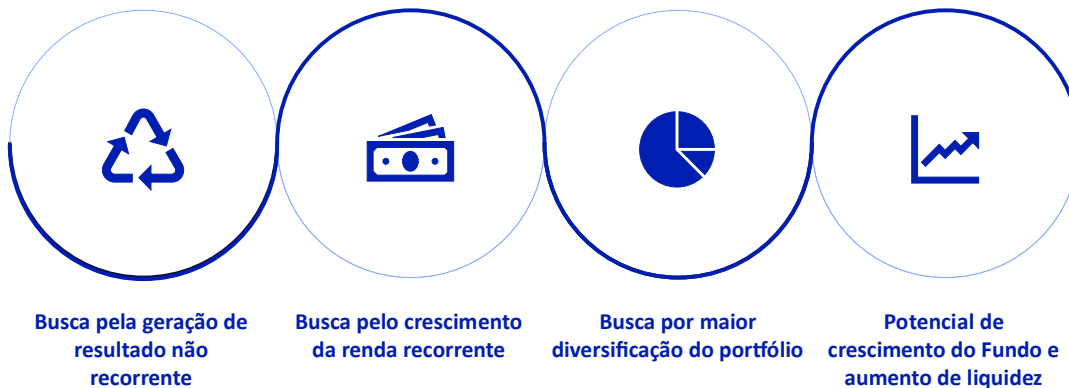 Busca pela geração de
resultado não
recorrente
Busca pelo crescimento
da renda recorrente
Busca por maior
diversificação do portfólio
Potencial de
crescimento do Fundo e
aumento de liquidez